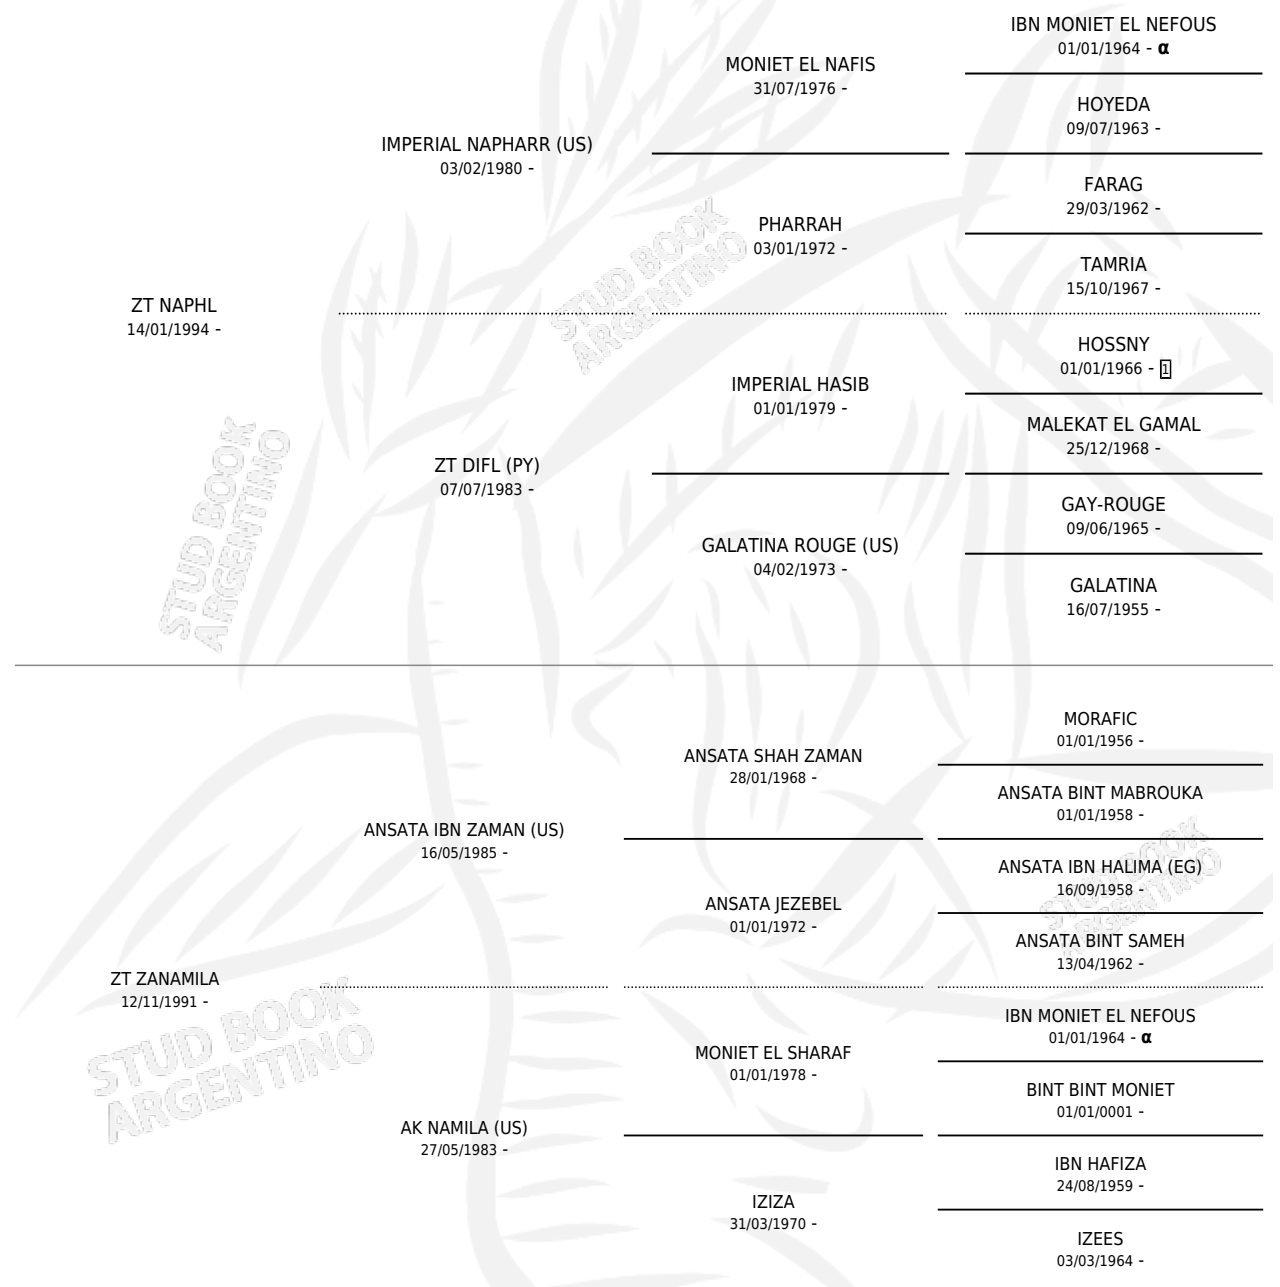 IBN MONIET EL NEFOUS
01/01/1964 - α
MONIET EL NAFIS
31/07/1976 -
HOYEDA
09/07/1963 -
IMPERIAL NAPHARR (US)
03/02/1980 -
FARAG
29/03/1962 -
PHARRAH
03/01/1972 -
TAMRIA
15/10/1967 -
ZT NAPHL
14/01/1994 -
HOSSNY
01/01/1966 - 1
IMPERIAL HASIB
01/01/1979 -
MALEKAT EL GAMAL
25/12/1968 -
ZT DIFL (PY)
07/07/1983 -
GAY-ROUGE
09/06/1965 -
GALATINA ROUGE (US)
04/02/1973 -
GALATINA
16/07/1955 -
MORAFIC
01/01/1956 -
ANSATA SHAH ZAMAN
28/01/1968 -
ANSATA BINT MABROUKA
01/01/1958 -
ANSATA IBN ZAMAN (US)
16/05/1985 -
ANSATA IBN HALIMA (EG)
16/09/1958 -
ANSATA JEZEBEL
01/01/1972 -
ANSATA BINT SAMEH
13/04/1962 -
ZT ZANAMILA
12/11/1991 -
IBN MONIET EL NEFOUS
01/01/1964 - α
MONIET EL SHARAF
01/01/1978 -
BINT BINT MONIET
01/01/0001 -
AK NAMILA (US)
27/05/1983 -
IBN HAFIZA
24/08/1959 -
IZIZA
31/03/1970 -
IZEES
03/03/1964 -
STUD BOOK
ARGENTINO
STUD BOOK
ARGENTINO
STUD BOOK
ARGENTINO
STUD BOOK
ARGENTINO